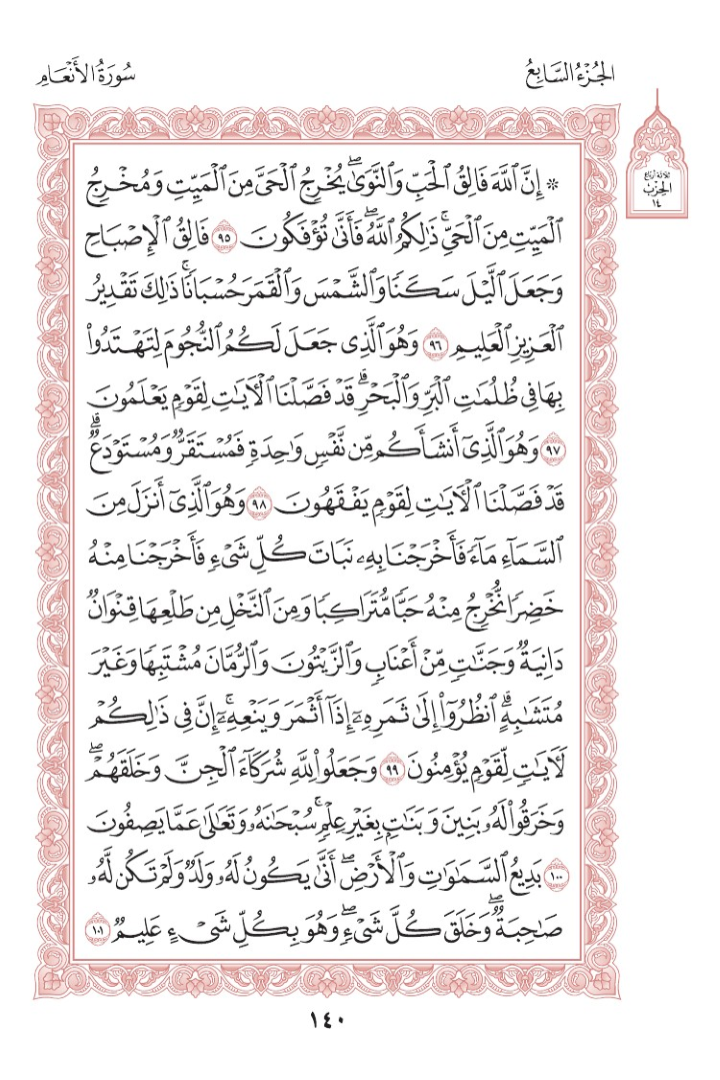 الجُزْءُ السَّابِعُ
سُورَةُ الأَنْعَامِ
ثلاثة أرباع
الحِزْب
١٤
۞ إِنَّ ٱللَّهَ فَالِقُ ٱلْحَبِّ وَٱلنَّوَىٰۖ يُخْرِجُ ٱلْحَىَّ مِنَ ٱلْمَيِّتِ وَمُخْرِجُ
ٱلْمَيِّتِ مِنَ ٱلْحَىِّۚ ذَٰلِكُمُ ٱللَّهُۖ فَأَنَّىٰ تُؤْفَكُونَ ٩٥ فَالِقُ ٱلْإِصْبَاحِ
وَجَعَلَ ٱلَّيْلَ سَكَنًا وَٱلشَّمْسَ وَٱلْقَمَرَ حُسْبَانًاۚ ذَٰلِكَ تَقْدِيرُ
ٱلْعَزِيزِ ٱلْعَلِيمِ ٩٦ وَهُوَ ٱلَّذِى جَعَلَ لَكُمُ ٱلنُّجُومَ لِتَهْتَدُوا۟
بِهَا فِى ظُلُمَٰتِ ٱلْبَرِّ وَٱلْبَحْرِۗ قَدْ فَصَّلْنَا ٱلْءَايَٰتِ لِقَوْمٍ يَعْلَمُونَ
٩٧ وَهُوَ ٱلَّذِىٓ أَنشَأَكُم مِّن نَّفْسٍ وَٰحِدَةٍ فَمُسْتَقَرٌّ وَمُسْتَوْدَعٌۗ
قَدْ فَصَّلْنَا ٱلْءَايَٰتِ لِقَوْمٍ يَفْقَهُونَ ٩٨ وَهُوَ ٱلَّذِىٓ أَنزَلَ مِنَ
ٱلسَّمَآءِ مَآءً فَأَخْرَجْنَا بِهِۦ نَبَاتَ كُلِّ شَىْءٍ فَأَخْرَجْنَا مِنْهُ
خَضِرًا نُّخْرِجُ مِنْهُ حَبًّا مُّتَرَاكِبًا وَمِنَ ٱلنَّخْلِ مِن طَلْعِهَا قِنْوَانٌ
دَانِيَةٌ وَجَنَّٰتٍ مِّنْ أَعْنَابٍ وَٱلزَّيْتُونَ وَٱلرُّمَّانَ مُشْتَبِهًا وَغَيْرَ
مُتَشَٰبِهٍۗ ٱنظُرُوٓا۟ إِلَىٰ ثَمَرِهِۦٓ إِذَآ أَثْمَرَ وَيَنْعِهِۦٓۚ إِنَّ فِى ذَٰلِكُمْ
لَءَايَٰتٍ لِّقَوْمٍ يُؤْمِنُونَ ٩٩ وَجَعَلُوا۟ لِلَّهِ شُرَكَآءَ ٱلْجِنَّ وَخَلَقَهُمْۖ
وَخَرَقُوا۟ لَهُۥ بَنِينَ وَبَنَٰتٍۭ بِغَيْرِ عِلْمٍۚ سُبْحَٰنَهُۥ وَتَعَٰلَىٰ عَمَّا يَصِفُونَ
١٠٠ بَدِيعُ ٱلسَّمَٰوَٰتِ وَٱلْأَرْضِۖ أَنَّىٰ يَكُونُ لَهُۥ وَلَدٌ وَلَمْ تَكُن لَّهُۥ
صَٰحِبَةٌۖ وَخَلَقَ كُلَّ شَىْءٍۖ وَهُوَ بِكُلِّ شَىْءٍ عَلِيمٌ ١٠١
١٤٠